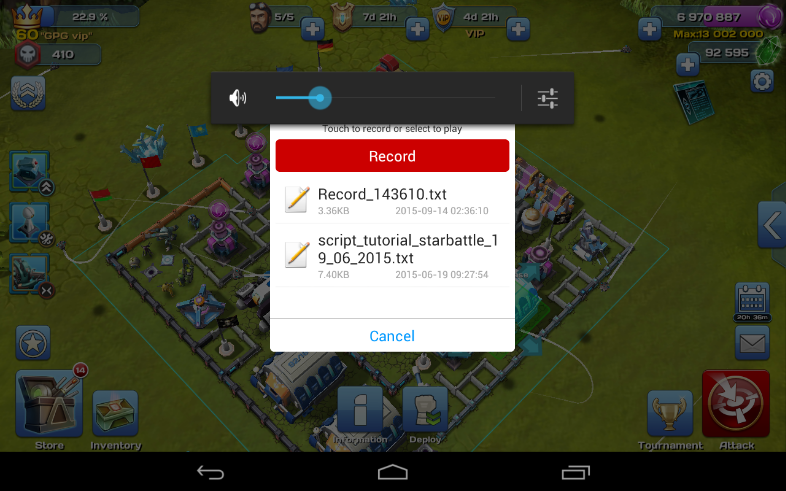 22.9 %
5/5
7d 21h
4d 21h
6 970 887
60 "GPG vip"
VIP
VIP
Max:13 002 000
410
92 595
Touch to record or select to play
Record
Record_143610.txt
3.36KB 2015-09-14 02:36:10
script_tutorial_starbattle_1
9_06_2015.txt
7.40KB 2015-06-19 09:27:54
Cancel
20h 36m
14
Store
Inventory
Information
Deploy
Tournament
Attack